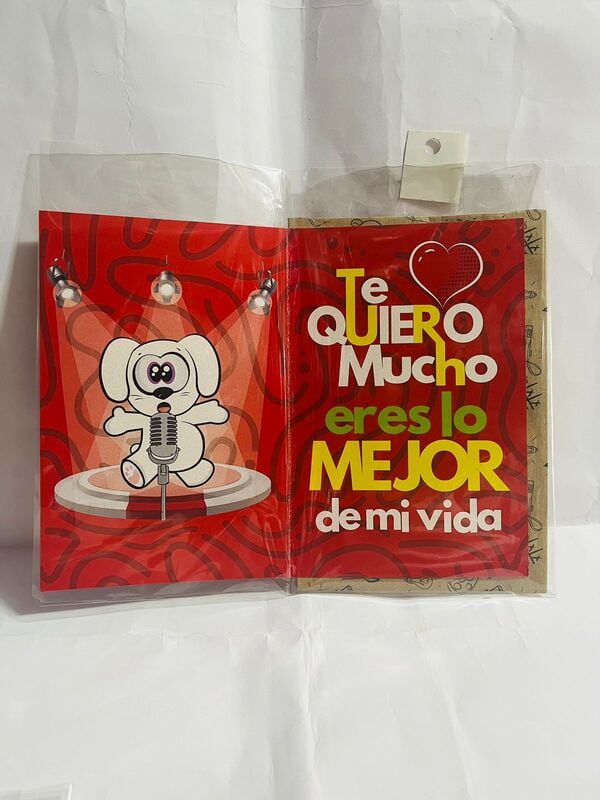 Te
QUIERO
Mucho
eres lo
MEJOR
de mi vida